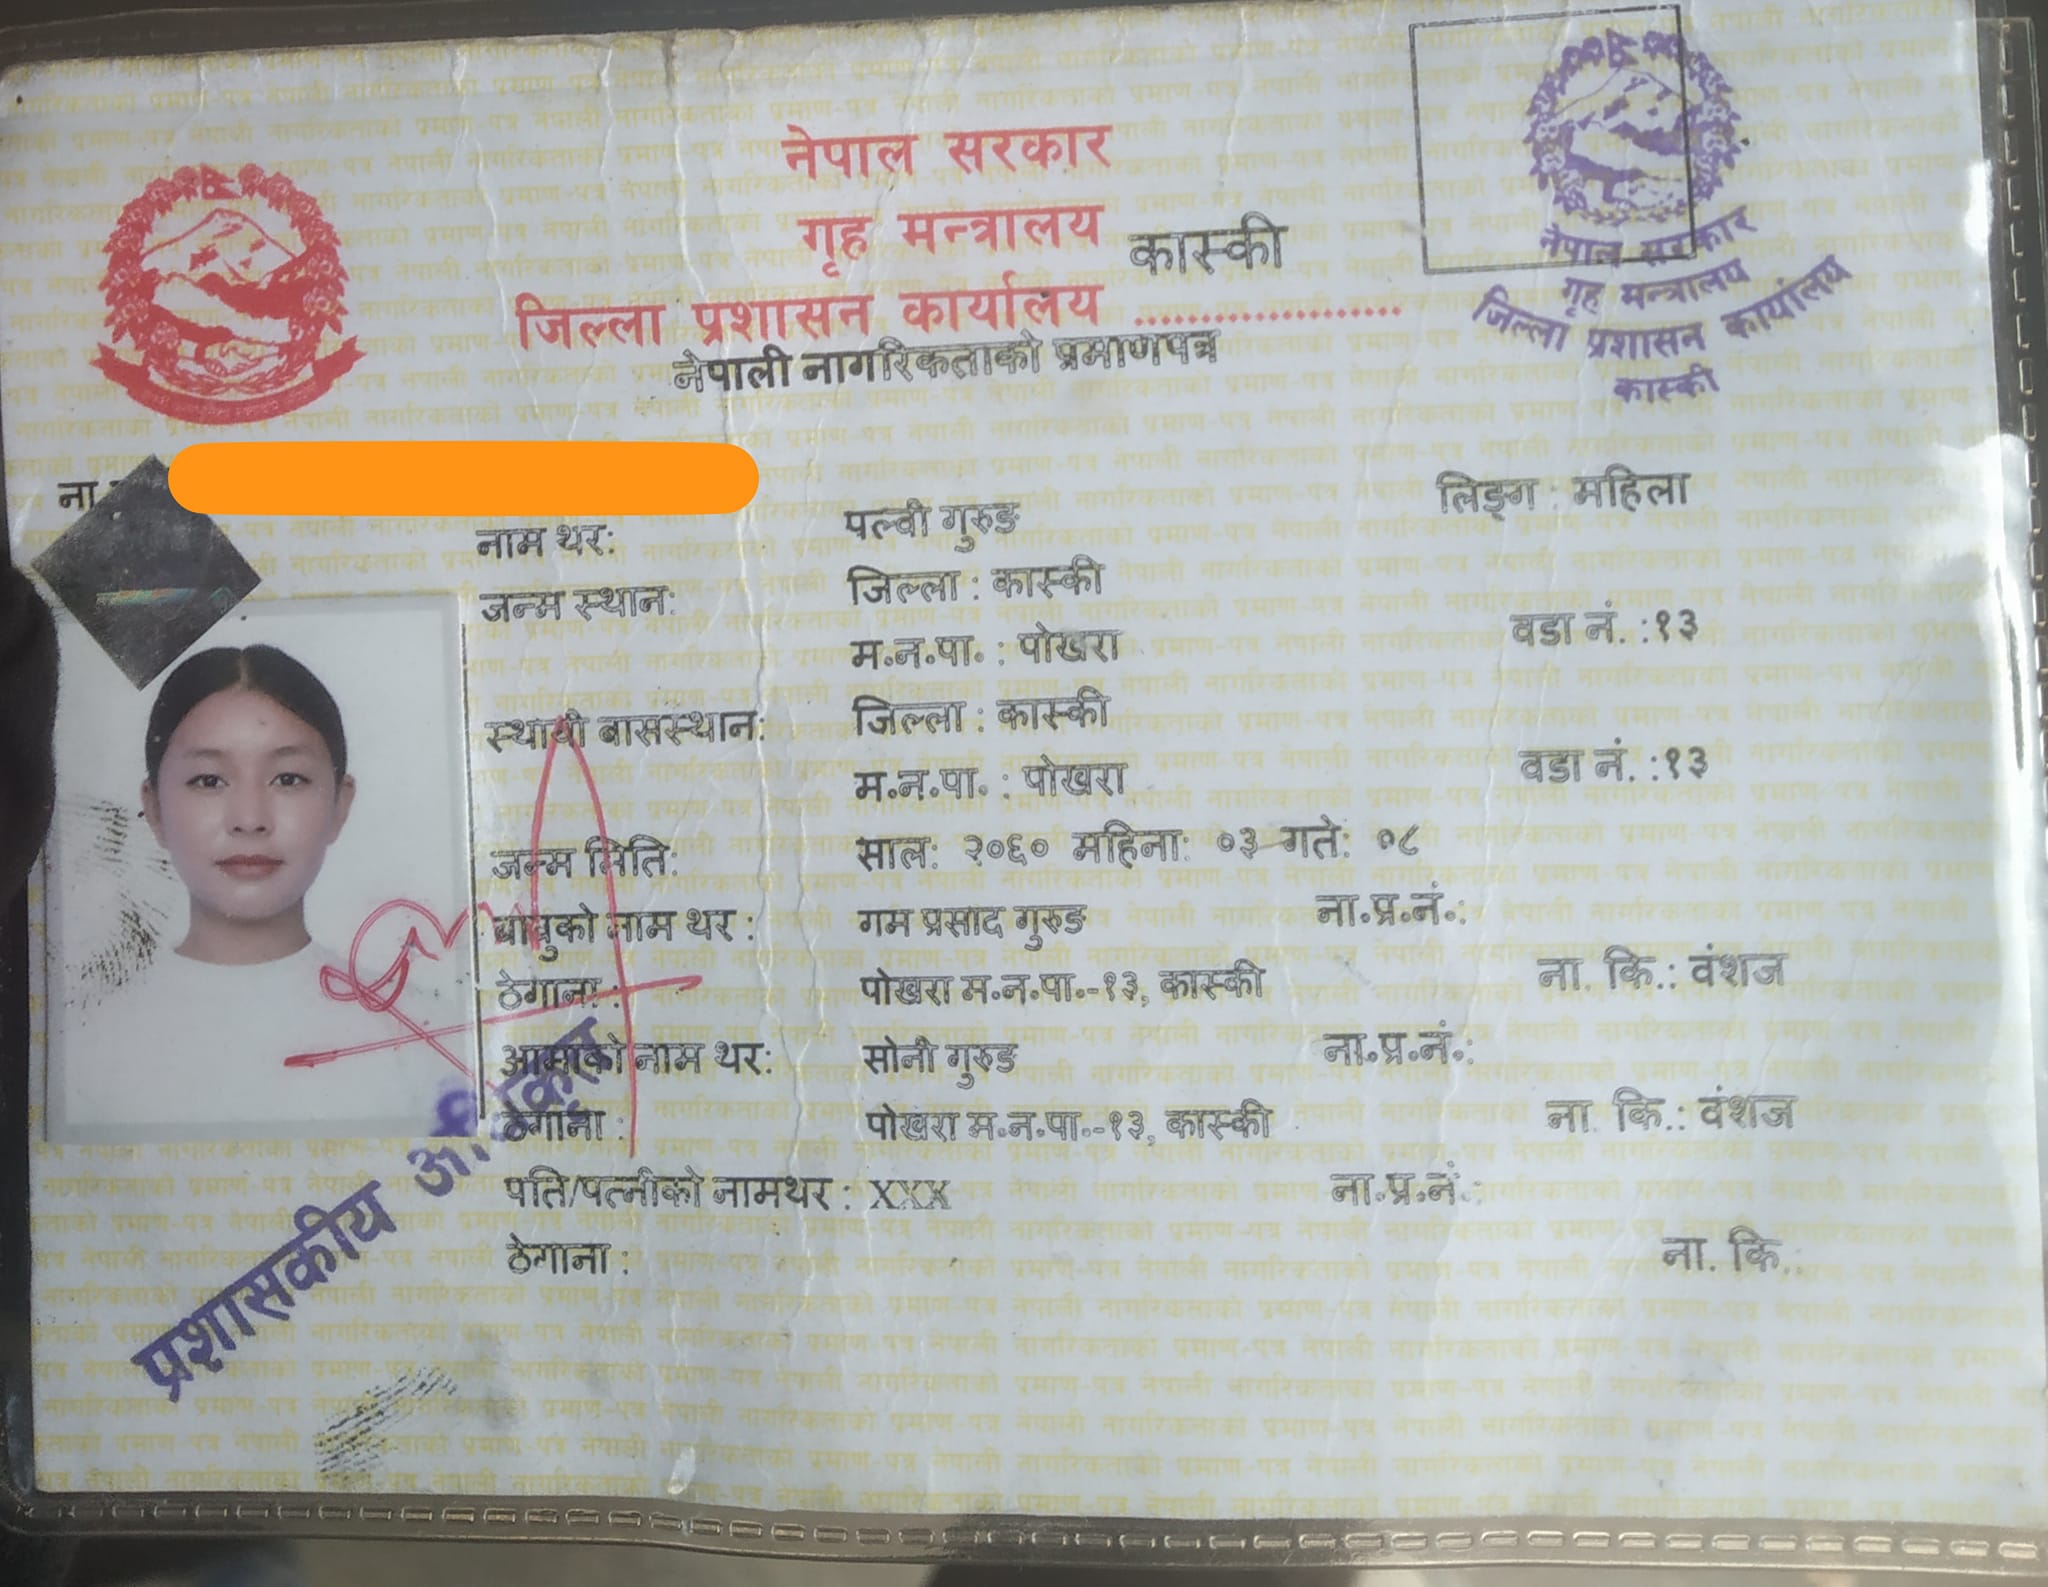 नेपाल सरकार
गृह मन्त्रालय
जिल्ला प्रशासन कार्यालय कास्की ....................
नेपाली नागरिकताको प्रमाणपत्र
नेपाल सरकार
गृह मन्त्रालय
जिल्ला प्रशासन कार्यालय
कास्की
ना.
नाम थर: पल्वी गुरुङ लिङ्ग : महिला
जन्म स्थान: जिल्ला : कास्की
म.न.पा. : पोखरा वडा नं. :१३
स्थायी बासस्थान: जिल्ला : कास्की
म.न.पा. : पोखरा वडा नं. :१३
जन्म मिति: साल: २०६० महिना: ०३ गते: ०८
बाबुको नाम थर : गम प्रसाद गुरुङ ना.प्र.नं.:
ठेगाना : पोखरा म.न.पा.-१३, कास्की ना. कि.: वंशज
आमाको नाम थर: सोनी गुरुङ ना.प्र.नं.:
ठेगाना : पोखरा म.न.पा.-१३, कास्की ना. कि.: वंशज
पति/पत्नीको नामथर : XXX ना.प्र.नं.:
ठेगाना : ना. कि.:
प्रशासकीय अधिकृत